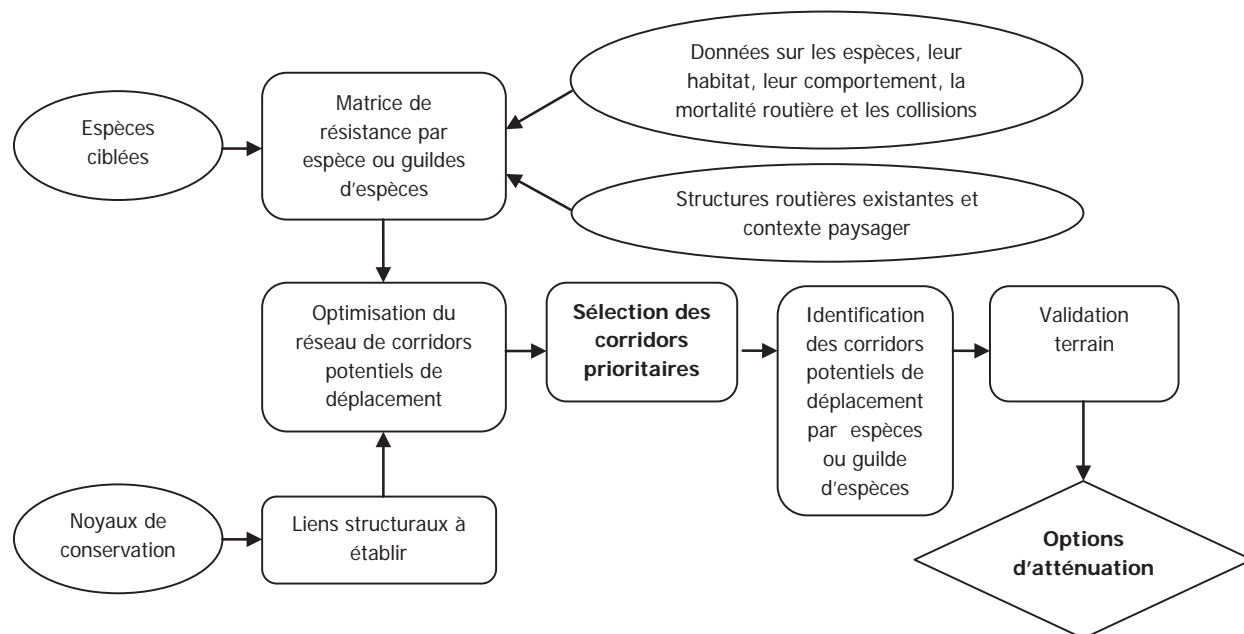 Données sur les espèces, leur
habitat, leur comportement, la
mortalité routière et les collisions
Matrice de
résistance par
espèce ou guildes
d'espèces
Espèces
ciblées
Structures routières existantes et
contexte paysager
Optimisation du
réseau de corridors
potentiels de
déplacement
Sélection des
corridors
prioritaires
Identification
des corridors
potentiels de
déplacement
par espèces
ou guilde
d'espèces
Validation
terrain
Noyaux de
conservation
Liens structuraux à
établir
Options
d'atténuation